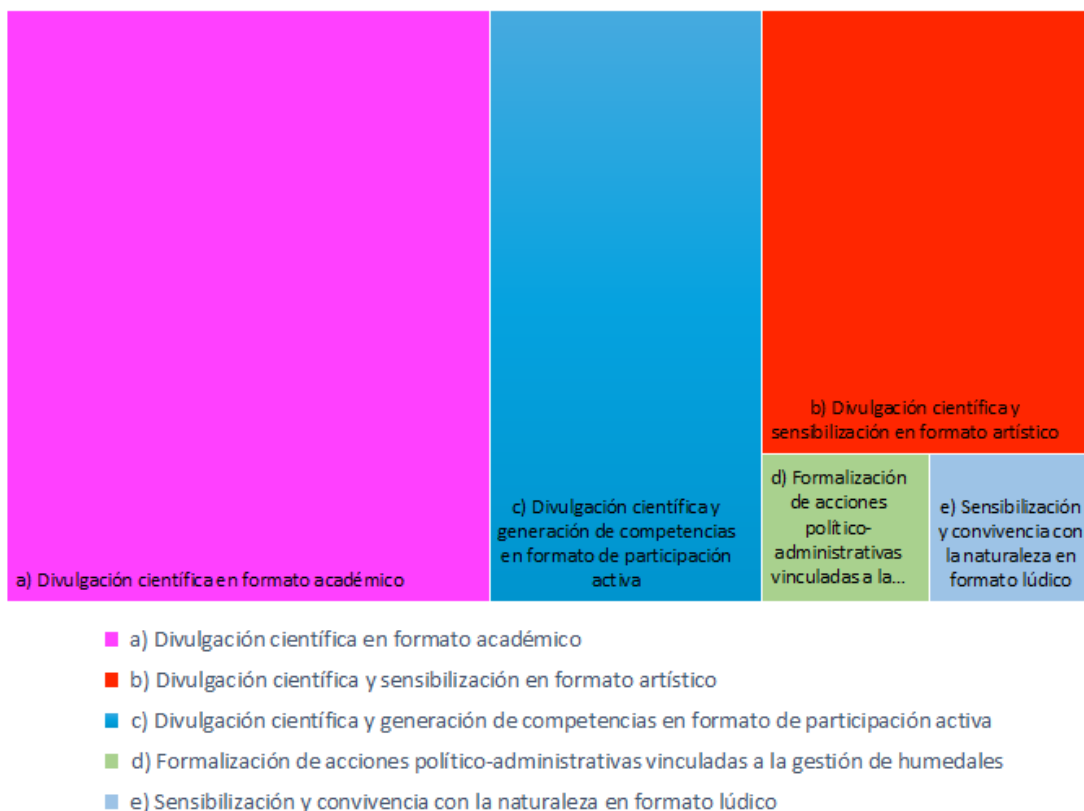 a) Divulgación científica en formato académico
c) Divulgación científica y
generación de competencias
en formato de participación
activa
b) Divulgación científica y
sensibilización en formato artístico
d) Formalización
de acciones
político-
administrativas
vinculadas a la...
e) Sensibilización
y convivencia con
la naturaleza en
formato lúdico
a) Divulgación científica en formato académico
b) Divulgación científica y sensibilización en formato artístico
c) Divulgación científica y generación de competencias en formato de participación activa
d) Formalización de acciones político-administrativas vinculadas a la gestión de humedales
e) Sensibilización y convivencia con la naturaleza en formato lúdico